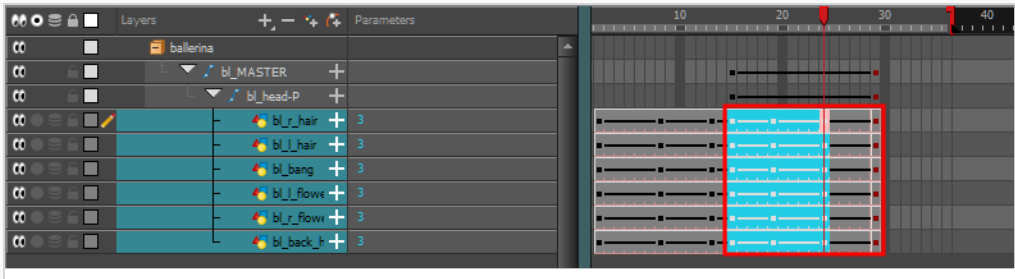 Layers Parameters 10 20 30 40
ballerina
bl_MASTER
bl_head-P
bl_r_hair 3
bl_l_hair 3
bl_bang 3
bl_l_flowe 3
bl_r_flowe 3
bl_back_h 3